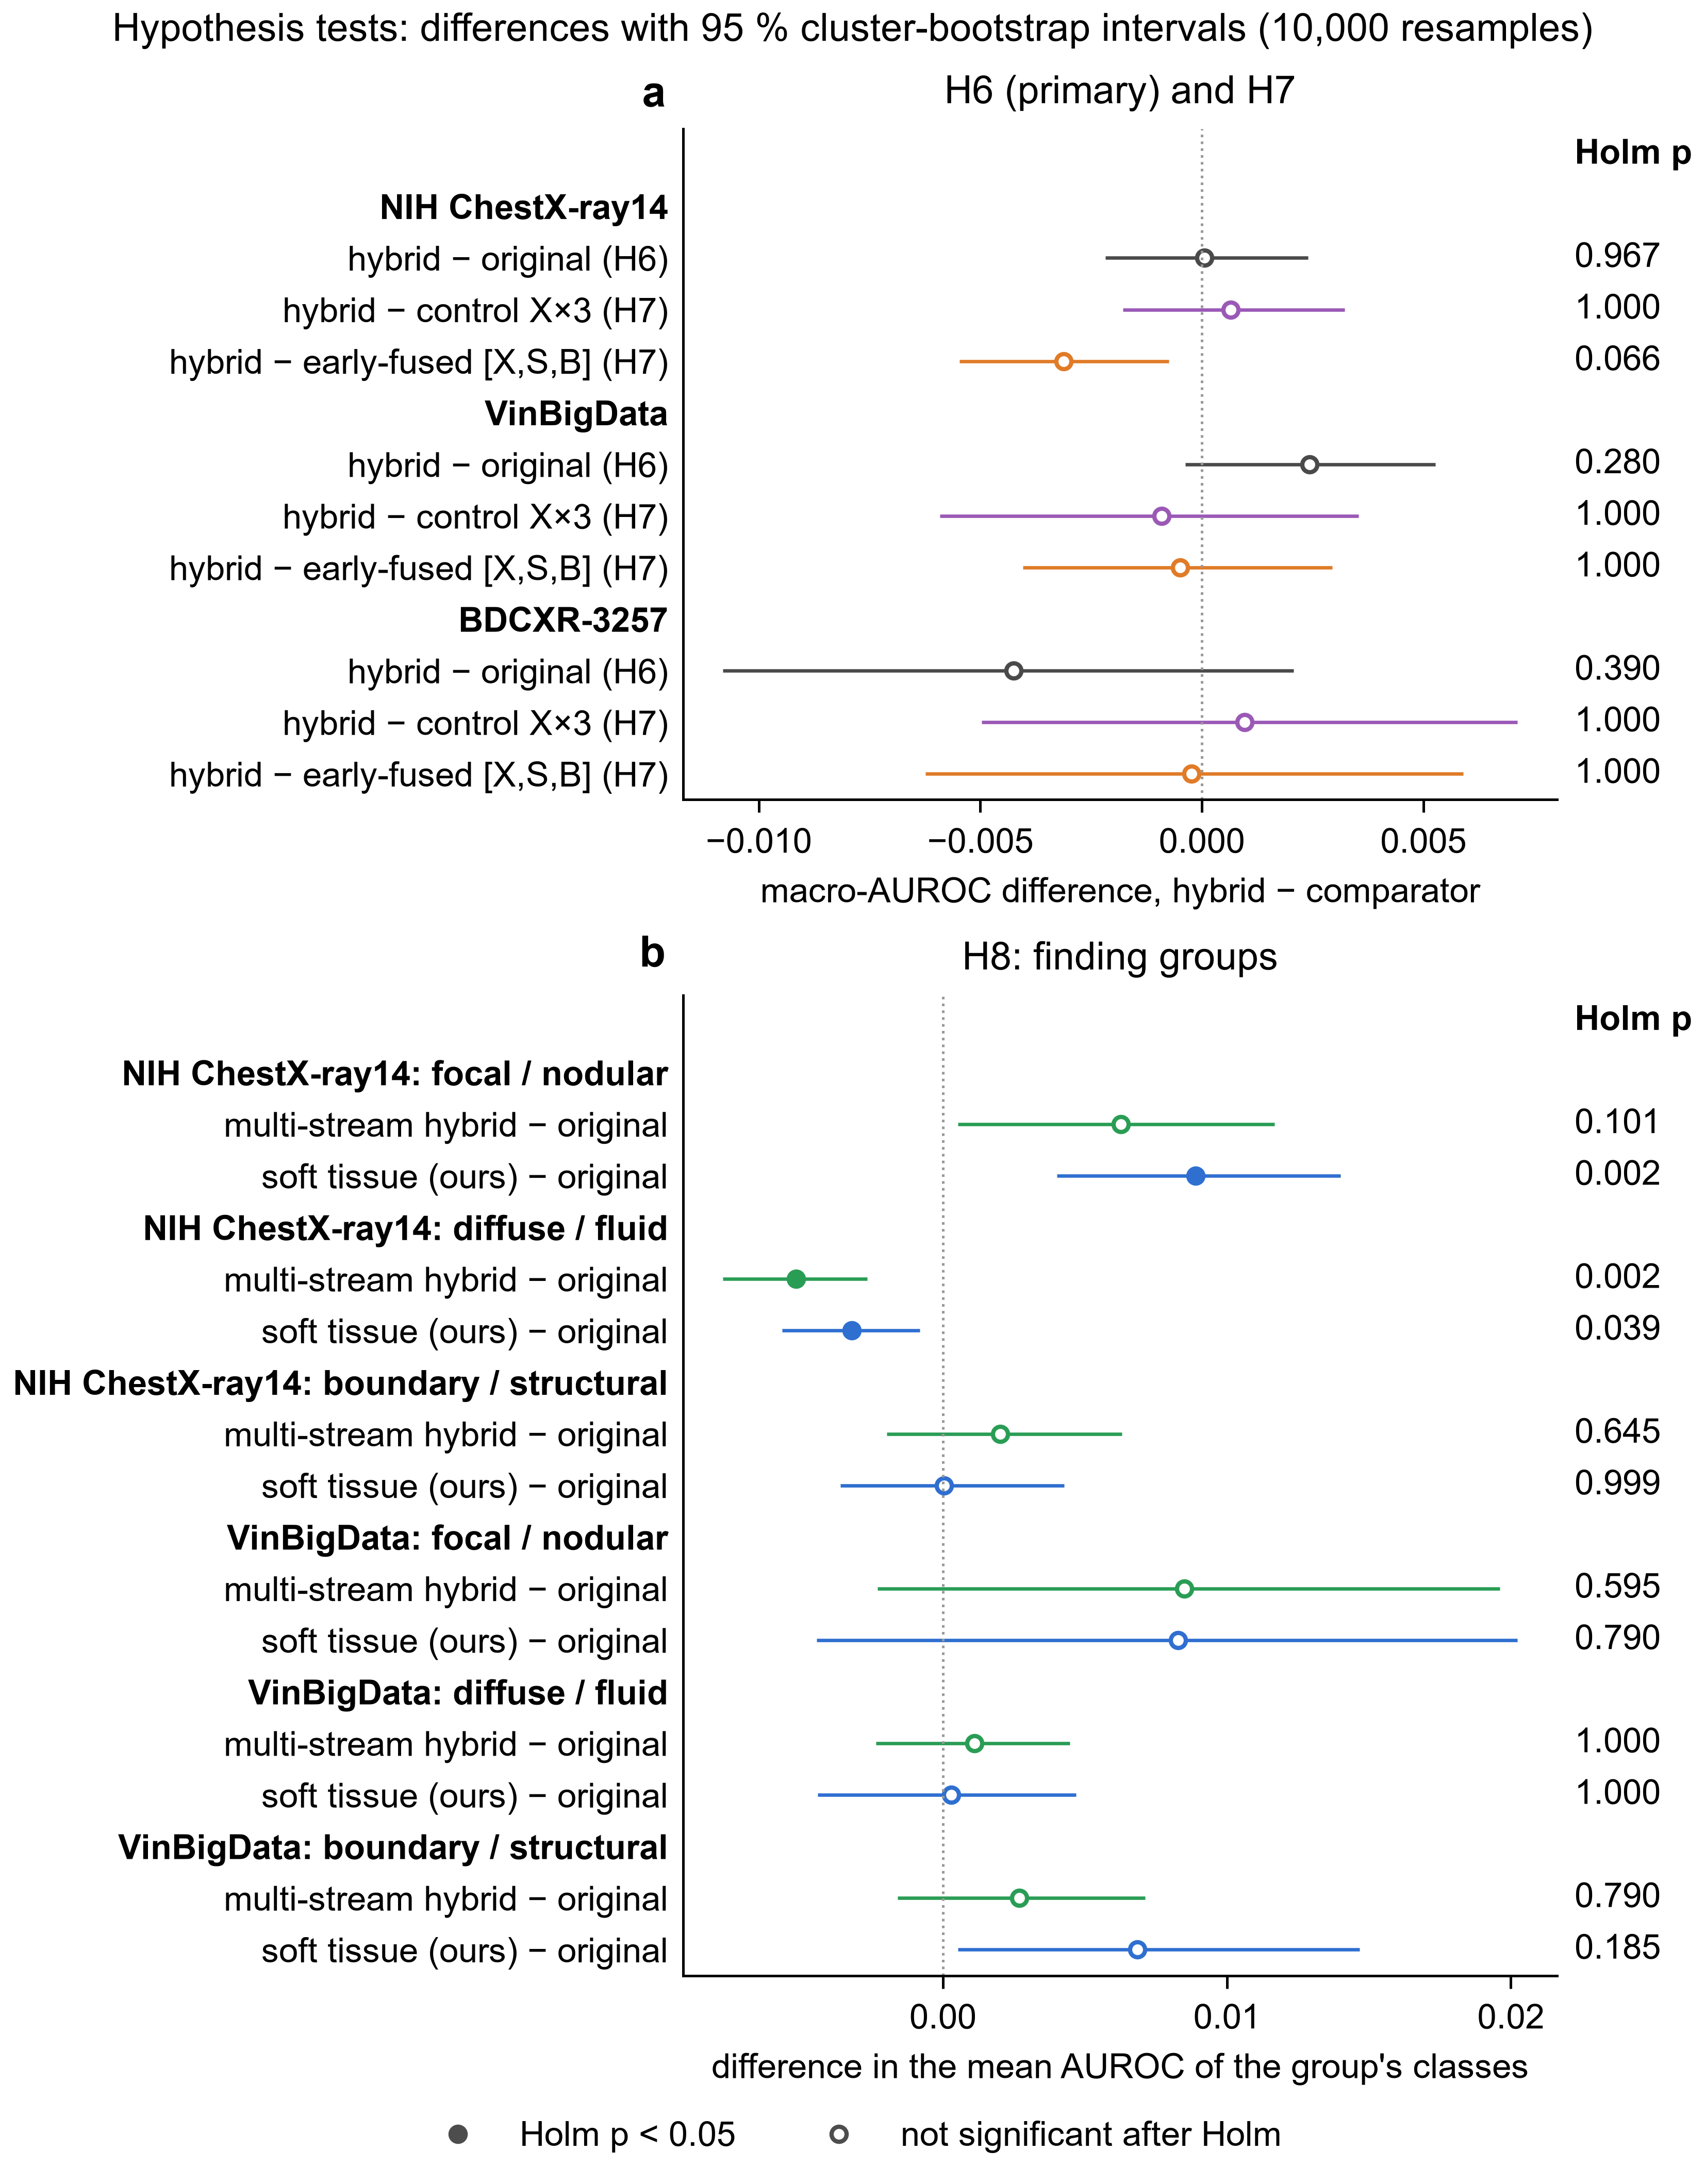 Hypothesis tests: differences with 95 % cluster-bootstrap intervals (10,000 resamples)
a
H6 (primary) and H7
Holm p
NIH ChestX-ray14
hybrid − original (H6) 0.967
hybrid − control X×3 (H7) 1.000
hybrid − early-fused [X,S,B] (H7) 0.066
VinBigData
hybrid − original (H6) 0.280
hybrid − control X×3 (H7) 1.000
hybrid − early-fused [X,S,B] (H7) 1.000
BDCXR-3257
hybrid − original (H6) 0.390
hybrid − control X×3 (H7) 1.000
hybrid − early-fused [X,S,B] (H7) 1.000
−0.010 −0.005 0.000 0.005
macro-AUROC difference, hybrid − comparator
b
H8: finding groups
Holm p
NIH ChestX-ray14: focal / nodular
multi-stream hybrid − original 0.101
soft tissue (ours) − original 0.002
NIH ChestX-ray14: diffuse / fluid
multi-stream hybrid − original 0.002
soft tissue (ours) − original 0.039
NIH ChestX-ray14: boundary / structural
multi-stream hybrid − original 0.645
soft tissue (ours) − original 0.999
VinBigData: focal / nodular
multi-stream hybrid − original 0.595
soft tissue (ours) − original 0.790
VinBigData: diffuse / fluid
multi-stream hybrid − original 1.000
soft tissue (ours) − original 1.000
VinBigData: boundary / structural
multi-stream hybrid − original 0.790
soft tissue (ours) − original 0.185
0.00 0.01 0.02
difference in the mean AUROC of the group's classes
Holm p < 0.05 not significant after Holm